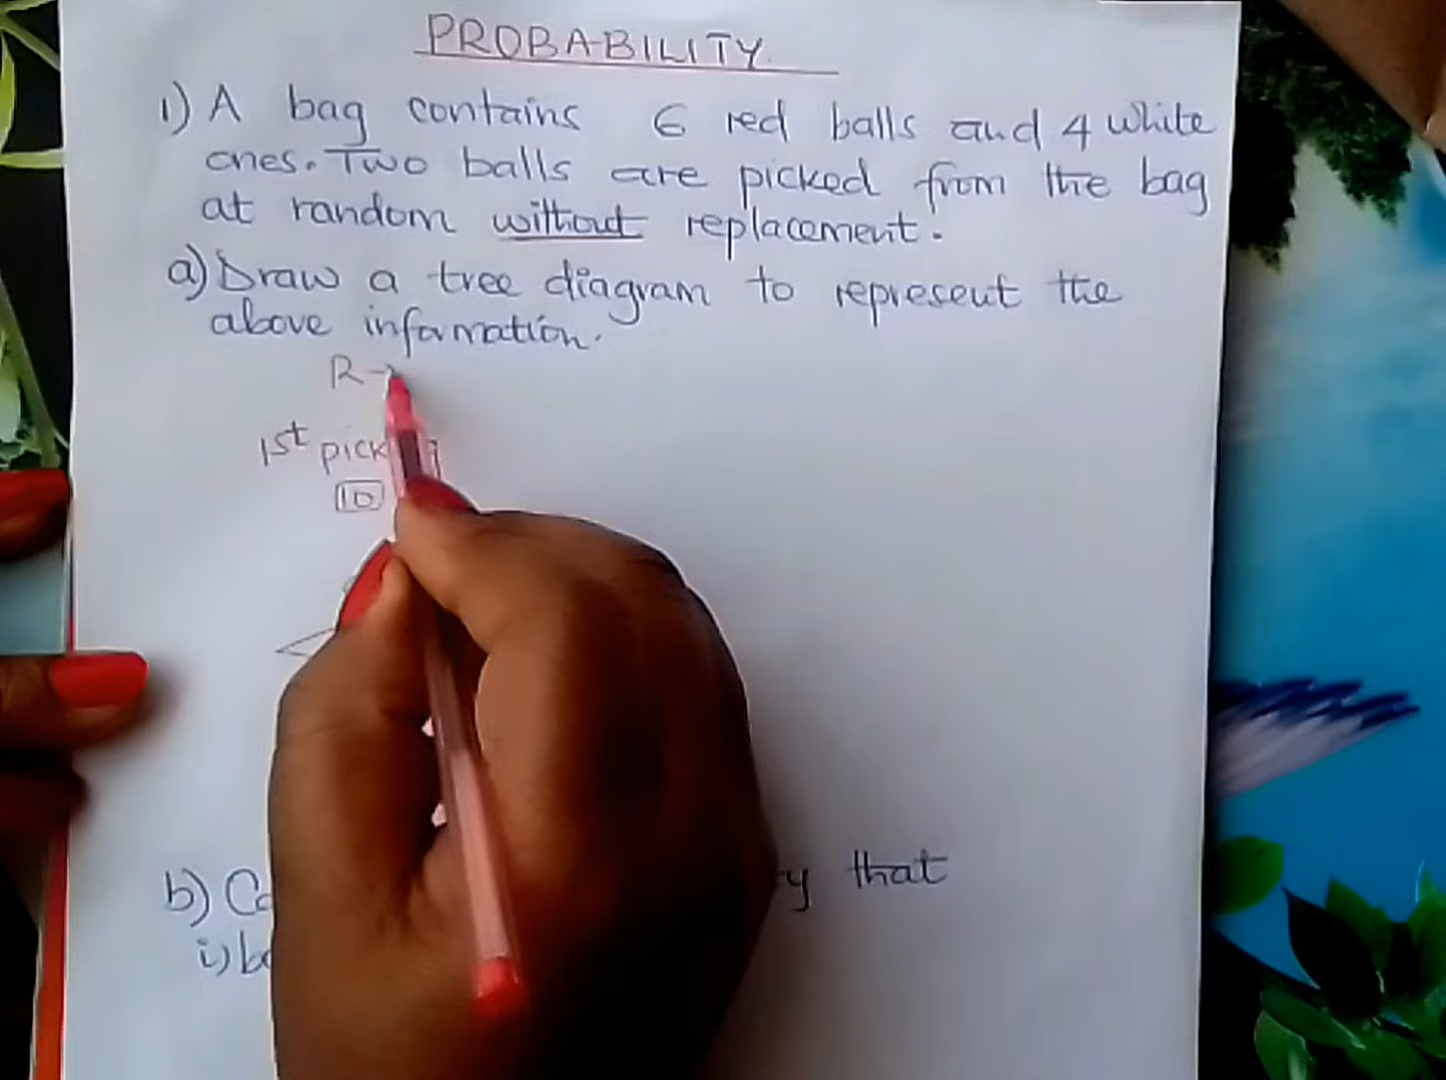 PROBABILITY
1) A bag contains 6 red balls and 4 white
ones. Two balls are picked from the bag
at random without replacement.
a) Draw a tree diagram to represent the
above information.
R
1st
10
b) that
i)